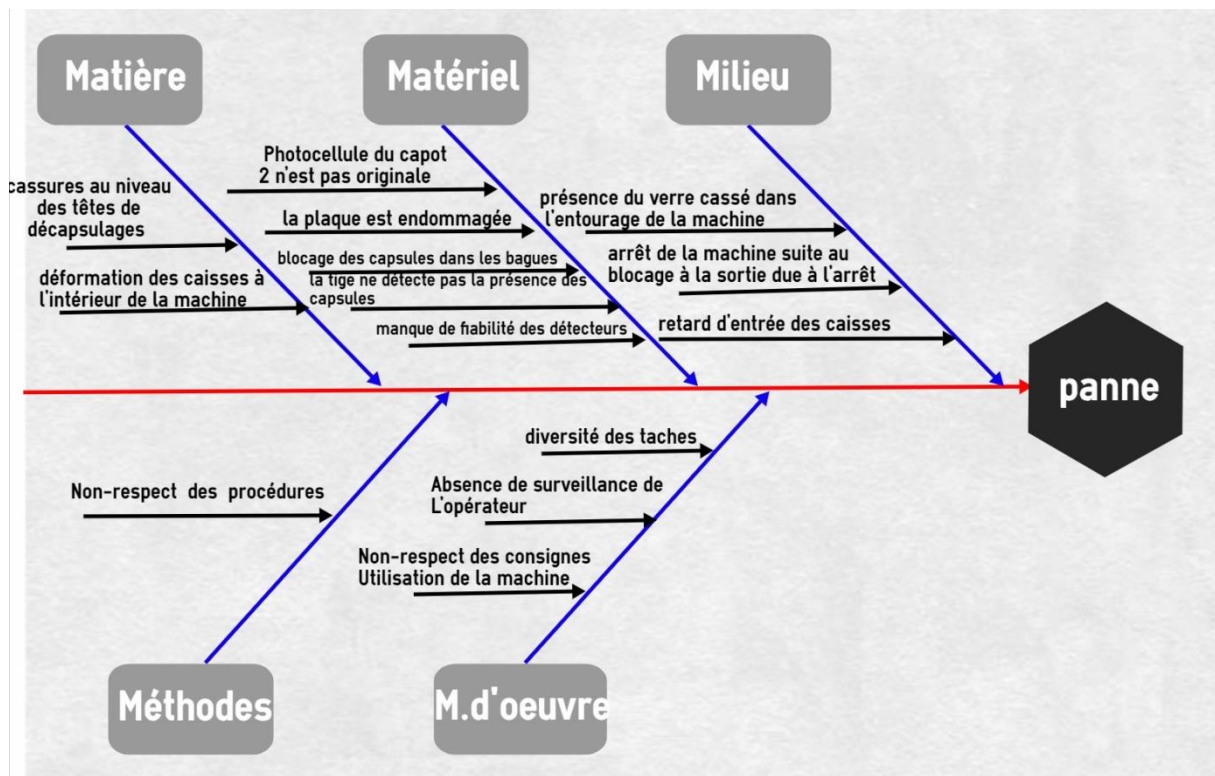 Matière
Matériel
Milieu
Photocellule du capot
2 n'est pas originale
cassures au niveau
des têtes de
décapsulages
déformation des caisses à
l'intérieur de la machine
la plaque est endommagée
blocage des capsules dans les bagues
la tige ne détecte pas la présence des
capsules
manque de fiabilité des détecteurs
présence du verre cassé dans
l'entourage de la machine
arrêt de la machine suite au
blocage à la sortie due à l'arrêt
retard d'entrée des caisses
panne
diversité des taches
Non-respect des procédures
Absence de surveillance de
L'opérateur
Non-respect des consignes
Utilisation de la machine
Méthodes
M.d'oeuvre